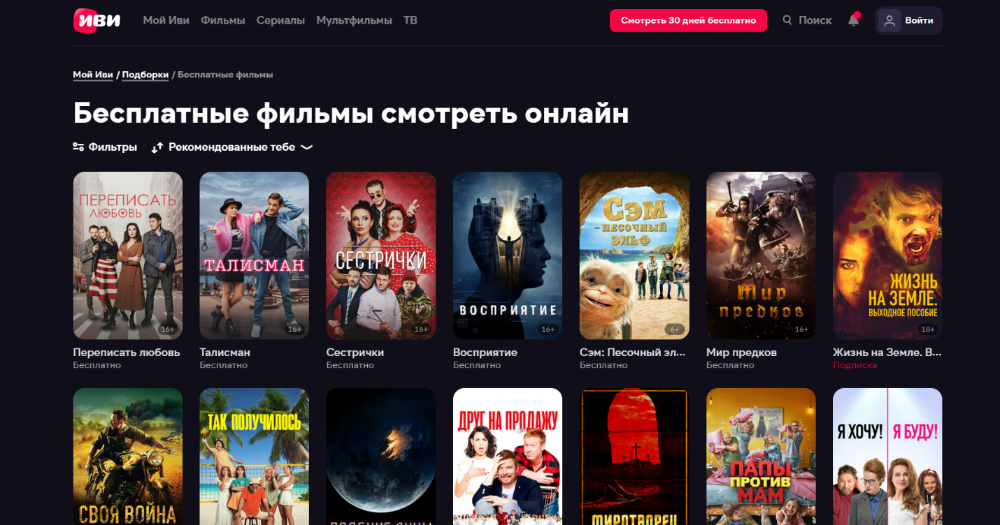 иви Мой Иви Фильмы Сериалы Мультфильмы ТВ Смотреть 30 дней бесплатно Поиск Войти
Мой Иви / Подборки / Бесплатные фильмы
Бесплатные фильмы смотреть онлайн
Фильтры Рекомендованные тебе
ПЕРЕПИСАТЬ
ЛЮБОВЬ
16+
ТАЛИСМАН
16+
СЕСТРИЧКИ
16+
ВОСПРИЯТИЕ
16+
Сэм
- песочный
эльф
6+
Мир
предков
16+
ЖИЗНЬ
НА ЗЕМЛЕ.
ВЫХОДНОЕ ПОСОБИЕ
18+
Переписать любовь
Бесплатно
Талисман
Бесплатно
Сестрички
Бесплатно
Восприятие
Бесплатно
Сэм: Песочный эл...
Бесплатно
Мир предков
Бесплатно
Жизнь на Земле. В...
Подписка
СВОЯ ВОЙНА
ТАК ПОЛУЧИЛОСЬ
ДРУГ НА ПРОДАЖУ
МИРОТВОРЕЦ
ПАПЫ
ПРОТИВ
МАМ
Я ХОЧУ! Я БУДУ!